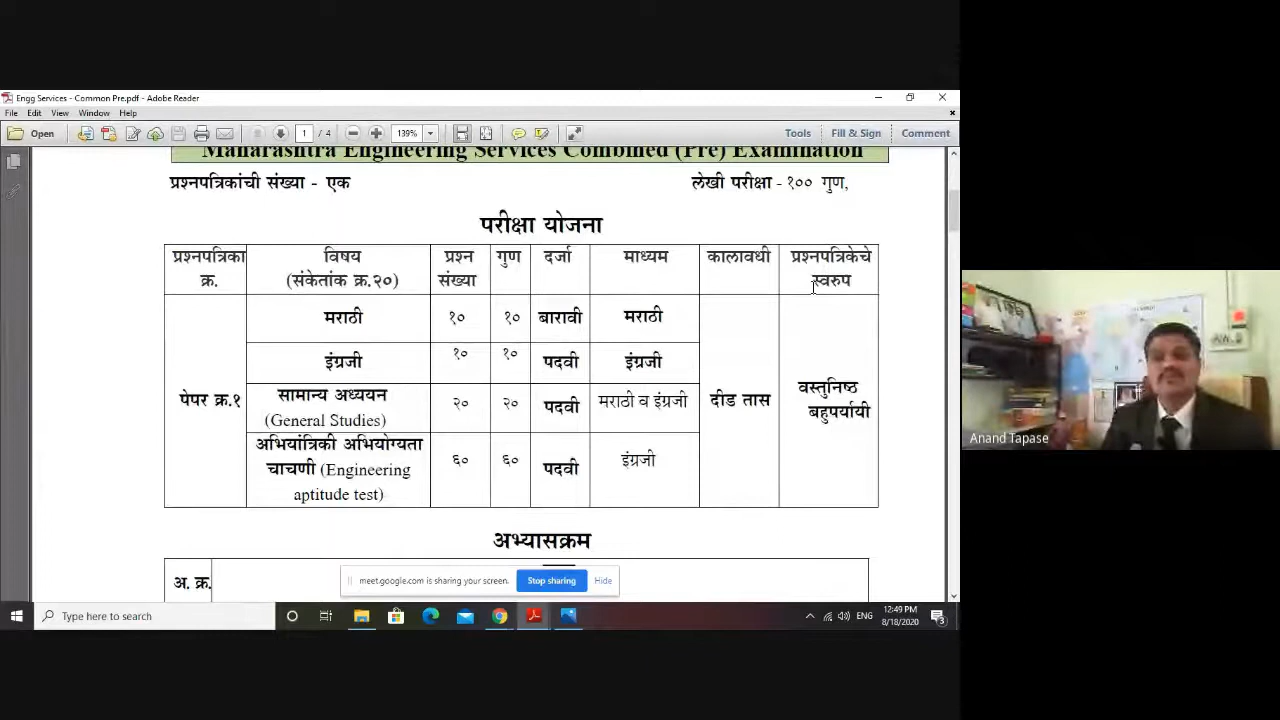 Engg Services - Common Pre.pdf - Adobe Reader
File Edit View Window Help
Open 1 / 4 139% Tools Fill & Sign Comment
Maharashtra Engineering Services Combined (Pre) Examination
प्रश्नपत्रिकांची संख्या - एक लेखी परीक्षा - १०० गुण,
परीक्षा योजना
प्रश्नपत्रिका क्र. विषय (संकेतांक क्र.२०) प्रश्न संख्या गुण दर्जा माध्यम कालावधी प्रश्नपत्रिकेचे स्वरुप
मराठी १० १० बारावी मराठी
इंग्रजी १० १० पदवी इंग्रजी
पेपर क्र.१ सामान्य अध्ययन (General Studies) २० २० पदवी मराठी व इंग्रजी दीड तास वस्तुनिष्ठ बहुपर्यायी
अभियांत्रिकी अभियोग्यता चाचणी (Engineering aptitude test) ६० ६० पदवी इंग्रजी
अभ्यासक्रम
अ. क्र.
meet.google.com is sharing your screen. Stop sharing Hide
Type here to search ENG 12:49 PM 8/18/2020 3
Anand Tapase